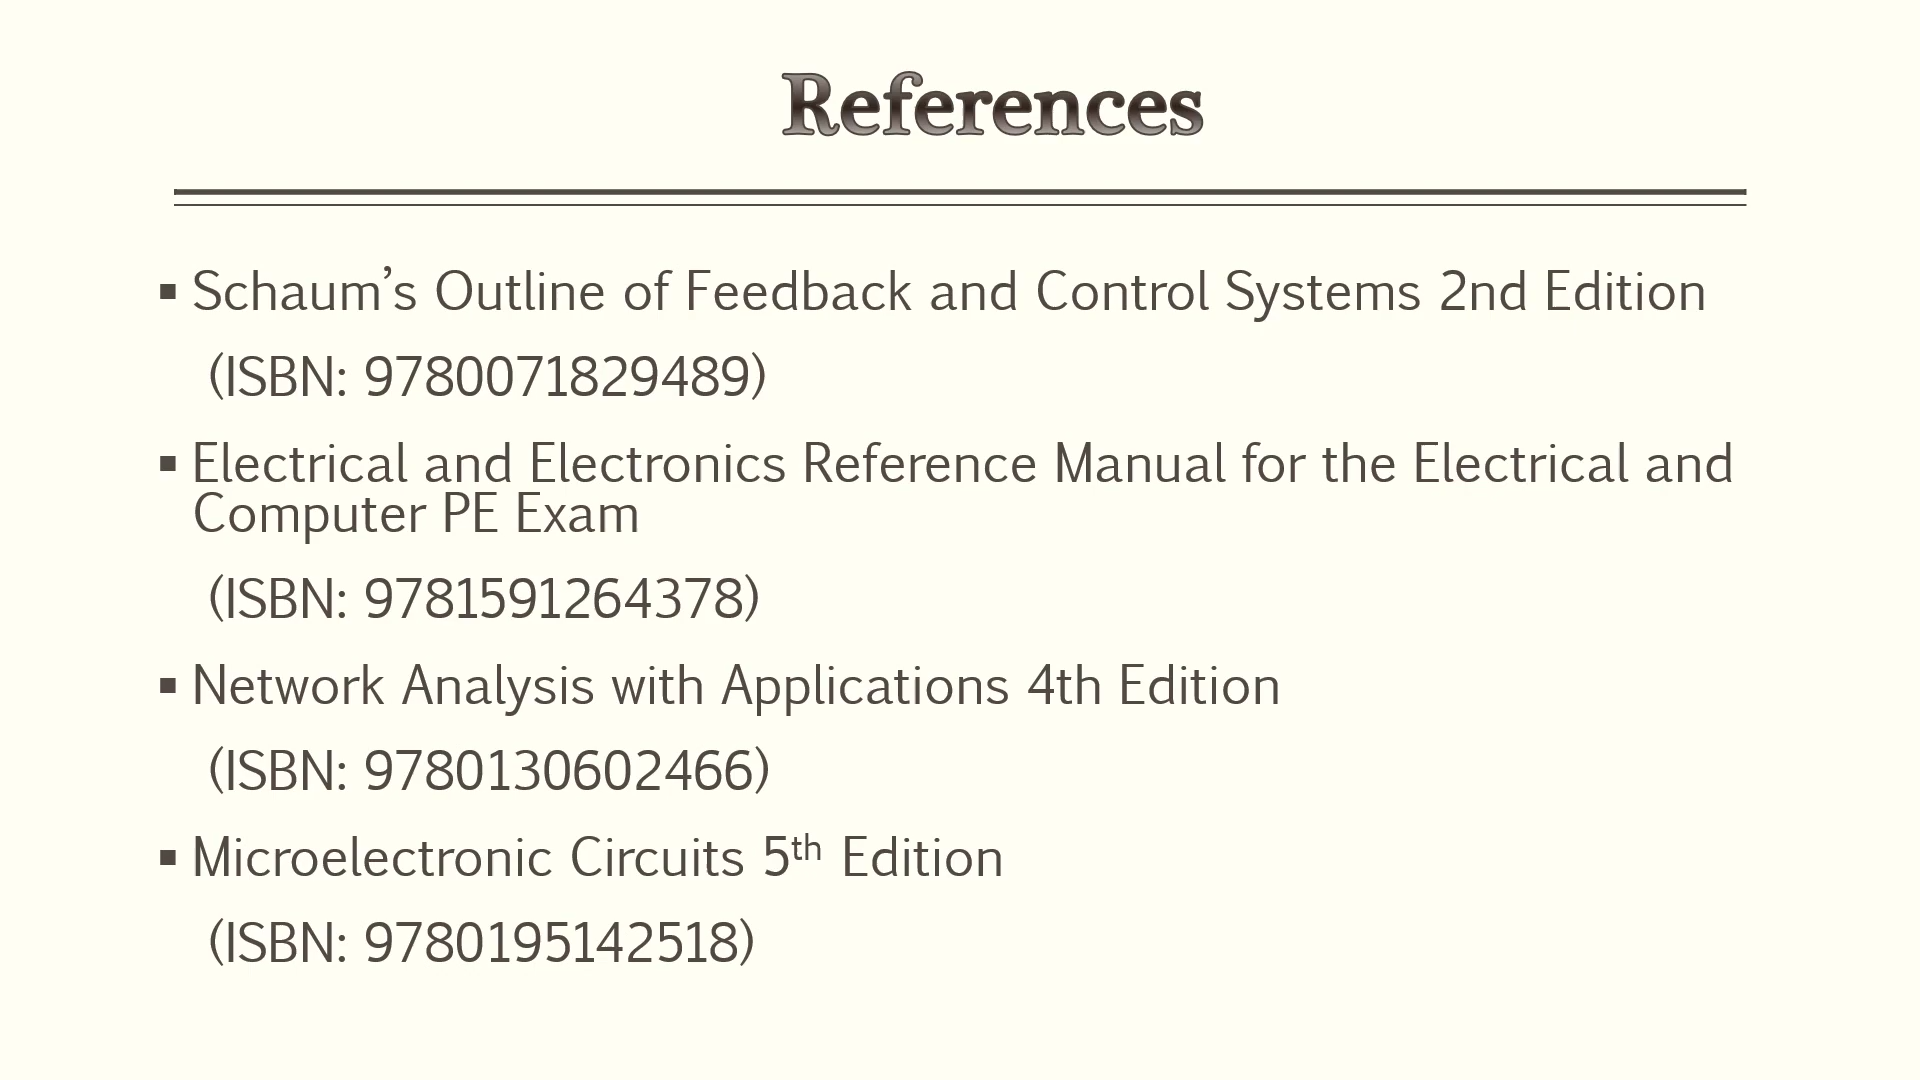 References
▪ Schaum’s Outline of Feedback and Control Systems 2nd Edition
(ISBN: 9780071829489)
▪ Electrical and Electronics Reference Manual for the Electrical and
Computer PE Exam
(ISBN: 9781591264378)
▪ Network Analysis with Applications 4th Edition
(ISBN: 9780130602466)
▪ Microelectronic Circuits 5th Edition
(ISBN: 9780195142518)